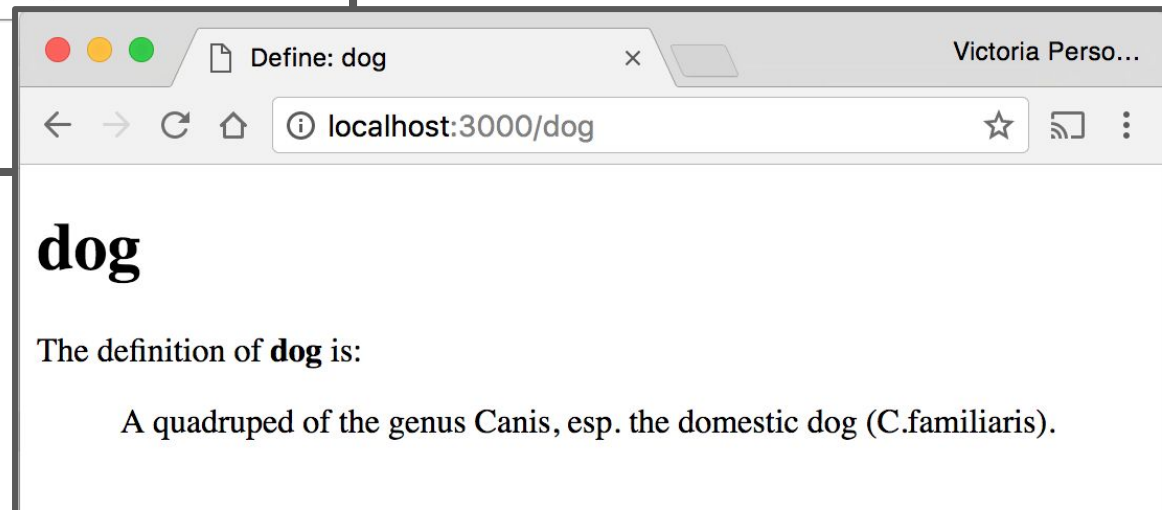 Define: dog
Victoria Perso...
localhost:3000/dog
dog
The definition of dog is:
A quadruped of the genus Canis, esp. the domestic dog (C.familiaris).